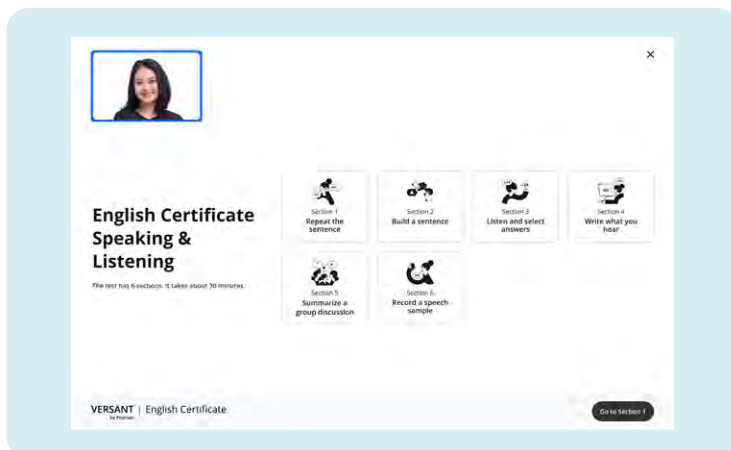 English Certificate
Speaking &
Listening
The test has 6 sections. It takes about 30 minutes.
Section 1
Repeat the
sentence
Section 2
Build a sentence
Section 3
Listen and select
answers
Section 4
Write what you
hear
Section 5
Summarize a
group discussion
Section 6
Record a speech
sample
VERSANT | English Certificate
by Pearson
Go to Section 1